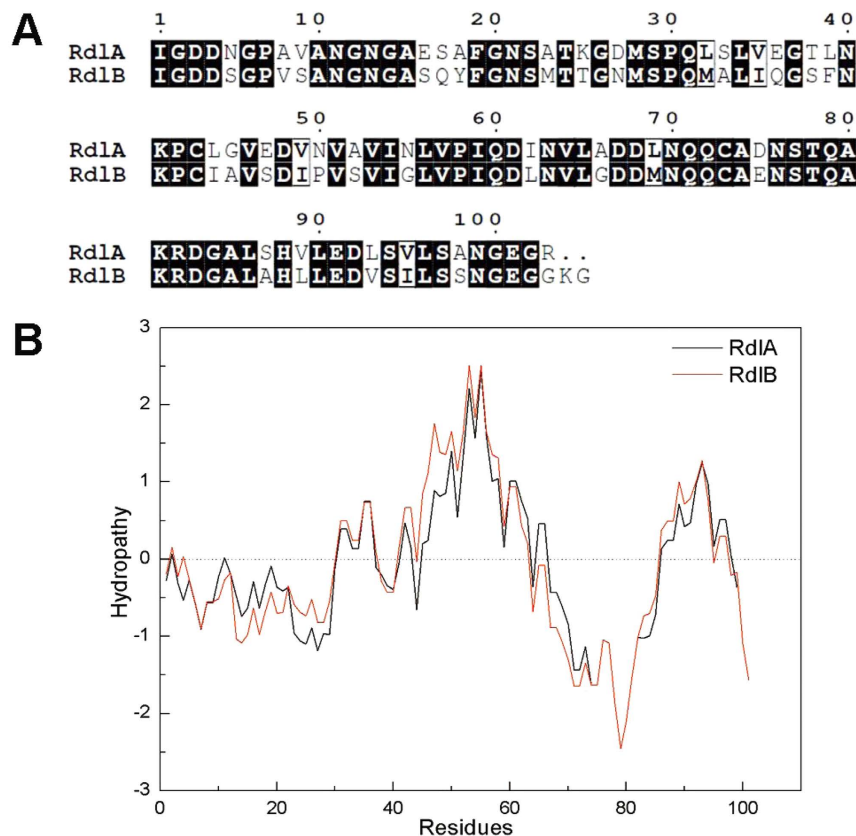 A
1 10 20 30 40
RdlA IGDDNGPAVANGNGAESAFGNSATKGDMSPQLSLVEGTLN
RdlB IGDDSGPVSANGNGASQYFGNSMTTGNMSPQMALIQGSFN
50 60 70 80
RdlA KPCLGVEDVNVAVINLVPIQDINVLADDLNQQCADNSTQA
RdlB KPCIAVSDIPVSVIGLVPIQDLNVLGDDMNQQCAENSTQA
90 100
RdlA KRDGALSHVLEDLSVLSANGEGR..
RdlB KRDGALAHLLEDVSILSSNGEGGKG
B
3
2
1
0
-1
-2
-3
Hydropathy
RdlA
RdlB
0 20 40 60 80 100
Residues